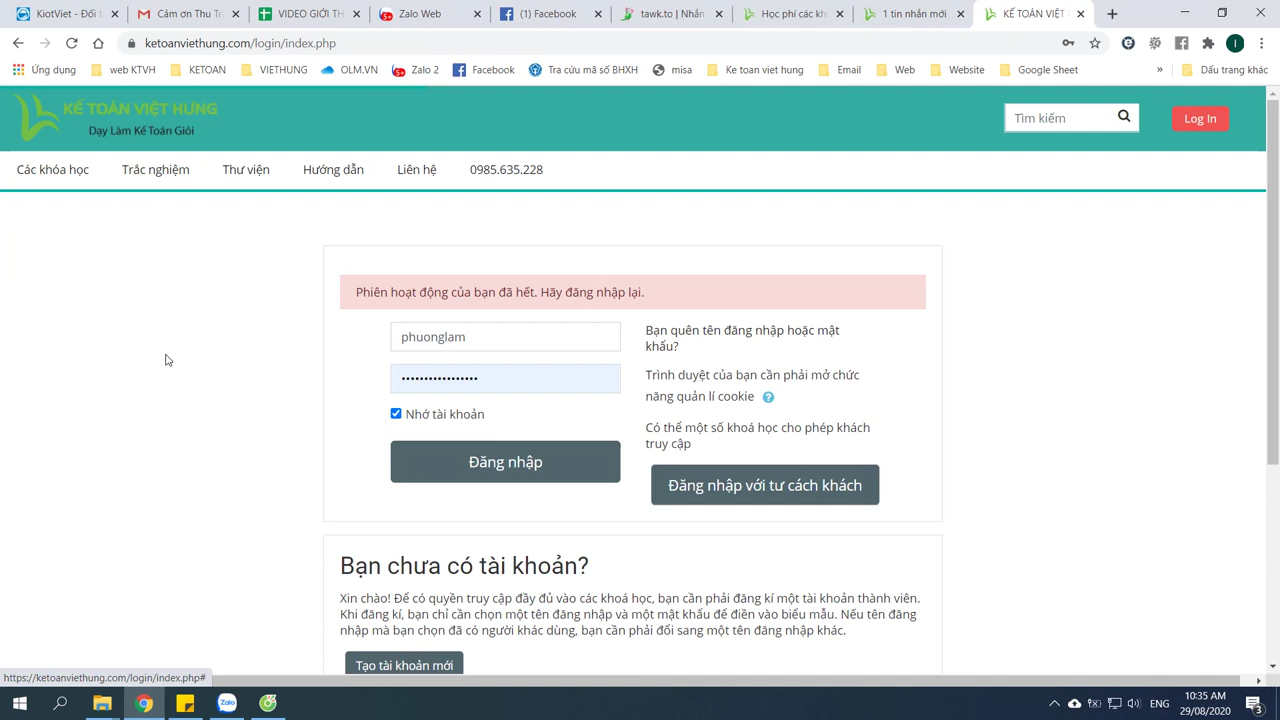 KiotViet - Đối t
Cảm ơn Thu Tr
VIDEO GIỚI TH
Zalo Web
(1) Facebook
tawk.to | Nhắn
Học phí các k
1 tin nhắn mới
KẾ TOÁN VIỆT
ketoanviethung.com/login/index.php
Ứng dụng
web KTVH
KETOAN
VIETHUNG
OLM.VN
Zalo 2
Facebook
Tra cứu mã số BHXH
misa
Ke toan viet hung
Email
Web
Website
Google Sheet
»
Dấu trang khác
KẾ TOÁN VIỆT HƯNG
Dạy Làm Kế Toán Giỏi
Tìm kiếm
Log In
Các khóa học
Trắc nghiệm
Thư viện
Hướng dẫn
Liên hệ
0985.635.228
Phiên hoạt động của bạn đã hết. Hãy đăng nhập lại.
phuonglam
•••••••••••••••••
Nhớ tài khoản
Đăng nhập
Bạn quên tên đăng nhập hoặc mật
khẩu?
Trình duyệt của bạn cần phải mở chức
năng quản lí cookie ?
Có thể một số khoá học cho phép khách
truy cập
Đăng nhập với tư cách khách
Bạn chưa có tài khoản?
Xin chào! Để có quyền truy cập đầy đủ vào các khoá học, bạn cần phải đăng kí một tài khoản thành viên.
Khi đăng kí, bạn chỉ cần chọn một tên đăng nhập và một mật khẩu để điền vào biểu mẫu. Nếu tên đăng
nhập mà bạn chọn đã có người khác dùng, bạn cần phải đổi sang một tên đăng nhập khác.
Tạo tài khoản mới
https://ketoanviethung.com/login/index.php#
Zalo
ENG
10:35 AM
29/08/2020
3